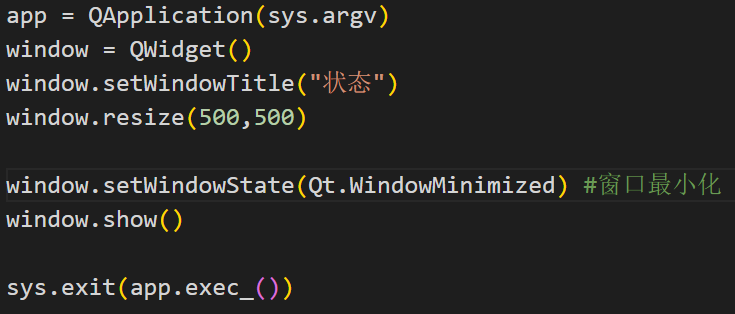 app = QApplication(sys.argv)
window = QWidget()
window.setWindowTitle("状态")
window.resize(500,500)
window.setWindowState(Qt.WindowMinimized) #窗口最小化
window.show()
sys.exit(app.exec_())